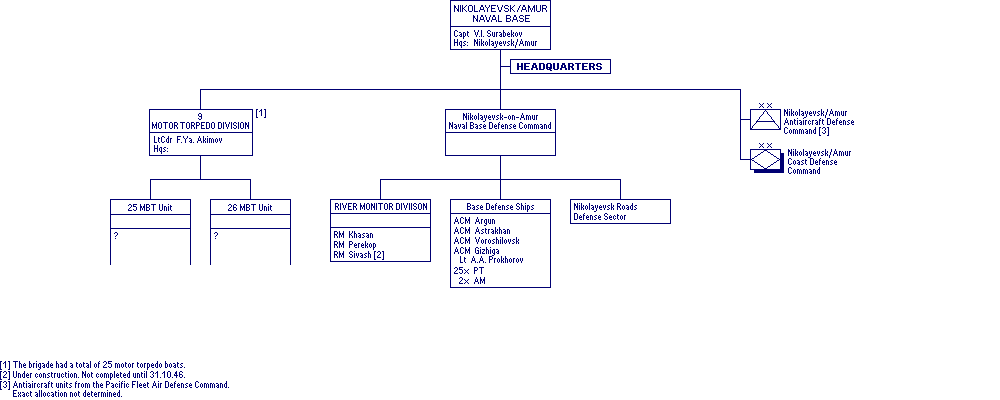 NIKOLAYEVSK/AMUR
NAVAL BASE
Capt V.I. Surabekov
Hqs: Nikolayevsk/Amur
HEADQUARTERS
9
MOTOR TORPEDO DIVISION
[1]
LtCdr F.Ya. Akimov
Hqs:
Nikolayevsk-on-Amur
Naval Base Defense Command
XX
Nikolayevsk/Amur
Antiaircraft Defense
Command [3]
XX
Nikolayevsk/Amur
Coast Defense
Command
25 MBT Unit
?
26 MBT Unit
?
RIVER MONITOR DIVIISON
RM Khasan
RM Perekop
RM Sivash [2]
Base Defense Ships
ACM Argun
ACM Astrakhan
ACM Voroshilovsk
ACM Gizhiga
Lt A.A. Prokhorov
25x PT
2x AM
Nikolayevsk Roads
Defense Sector
[1] The brigade had a total of 25 motor torpedo boats.
[2] Under construction. Not completed until 31.10.46.
[3] Antiaircraft units from the Pacific Fleet Air Defense Command.
Exact allocation not determined.